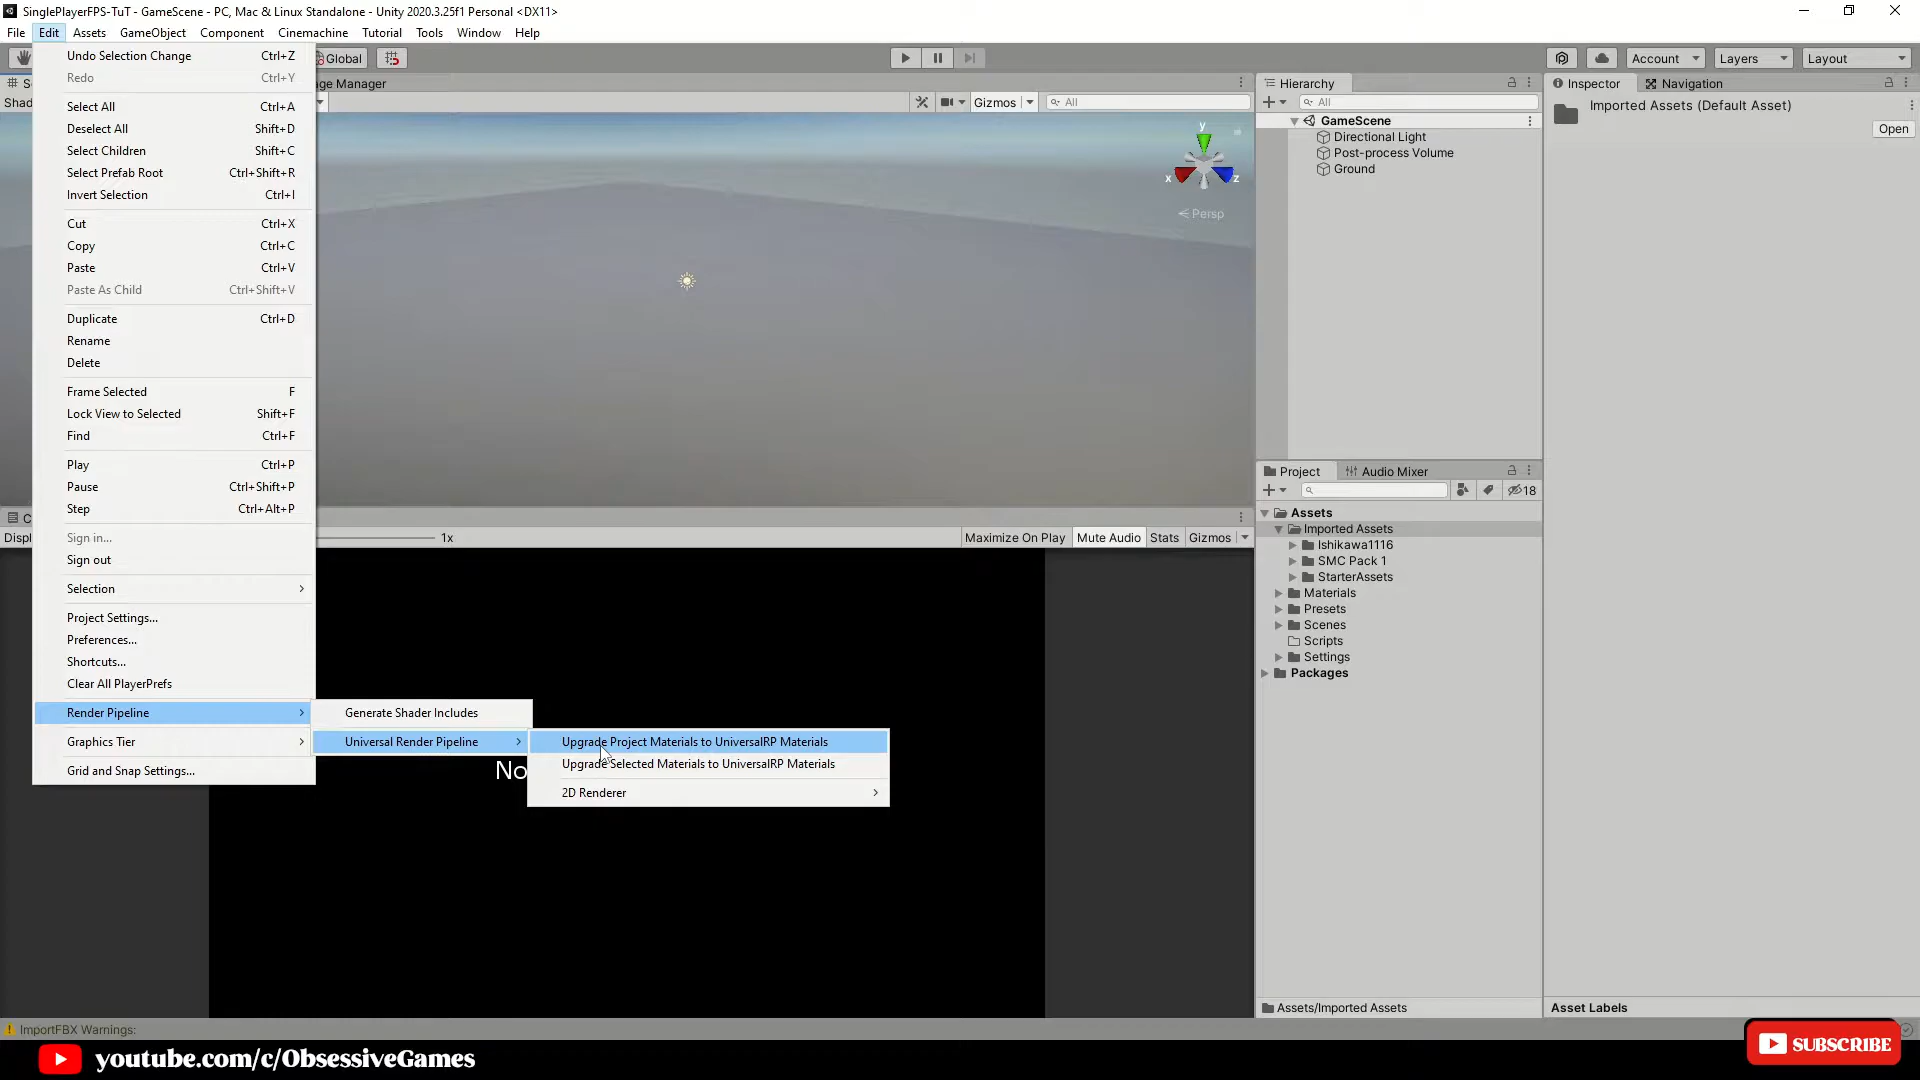 SinglePlayerFPS-TuT - GameScene - PC, Mac & Linux Standalone - Unity 2020.3.25f1 Personal <DX11>
File Edit Assets GameObject Component Cinemachine Tutorial Tools Window Help
Global Account Layers Layout
Undo Selection Change Ctrl+Z
Redo Ctrl+Y
Select All Ctrl+A
Deselect All Shift+D
Select Children Shift+C
Select Prefab Root Ctrl+Shift+R
Invert Selection Ctrl+I
Cut Ctrl+X
Copy Ctrl+C
Paste Ctrl+V
Paste As Child Ctrl+Shift+V
Duplicate Ctrl+D
Rename
Delete
Frame Selected F
Lock View to Selected Shift+F
Find Ctrl+F
Play Ctrl+P
Pause Ctrl+Shift+P
Step Ctrl+Alt+P
Sign in...
Sign out
Selection
Project Settings...
Preferences...
Shortcuts...
Clear All PlayerPrefs
Render Pipeline
Graphics Tier
Grid and Snap Settings...
Generate Shader Includes
Universal Render Pipeline
Upgrade Project Materials to UniversalRP Materials
Upgrade Selected Materials to UniversalRP Materials
2D Renderer
S
age Manager
Shad
Gizmos All
y
x z
Persp
C
Displ 1x Maximize On Play Mute Audio Stats Gizmos
No
Hierarchy
All
GameScene
Directional Light
Post-process Volume
Ground
Project Audio Mixer
18
Assets
Imported Assets
Ishikawa1116
SMC Pack 1
StarterAssets
Materials
Presets
Scenes
Scripts
Settings
Packages
Assets/Imported Assets
Inspector Navigation
Imported Assets (Default Asset)
Open
Asset Labels
ImportFBX Warnings:
youtube.com/c/ObsessiveGames
SUBSCRIBE